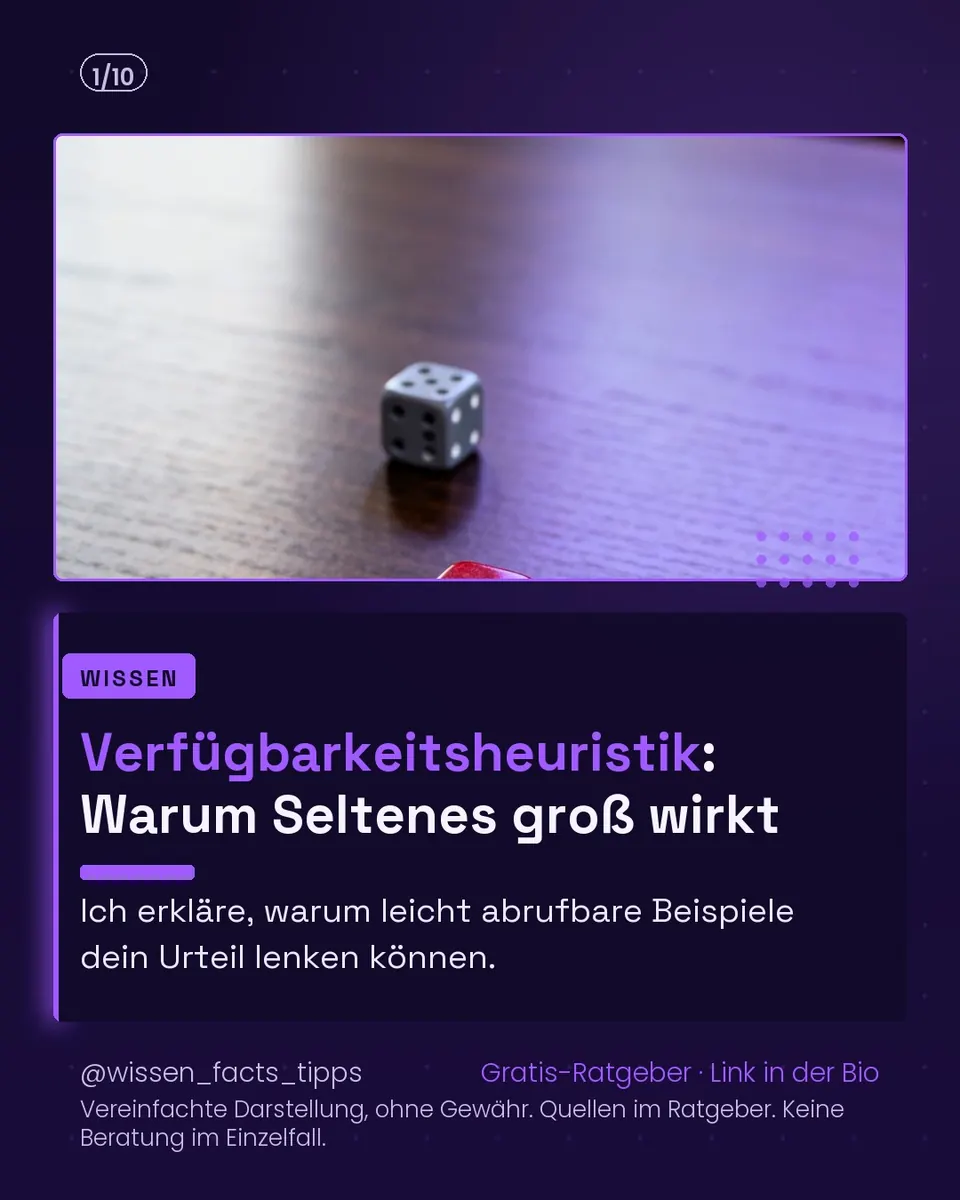 1/10
WISSEN
Verfügbarkeitsheuristik:
Warum Seltenes groß wirkt
Ich erkläre, warum leicht abrufbare Beispiele
dein Urteil lenken können.
@wissen_facts_tipps
Gratis-Ratgeber · Link in der Bio
Vereinfachte Darstellung, ohne Gewähr. Quellen im Ratgeber. Keine
Beratung im Einzelfall.